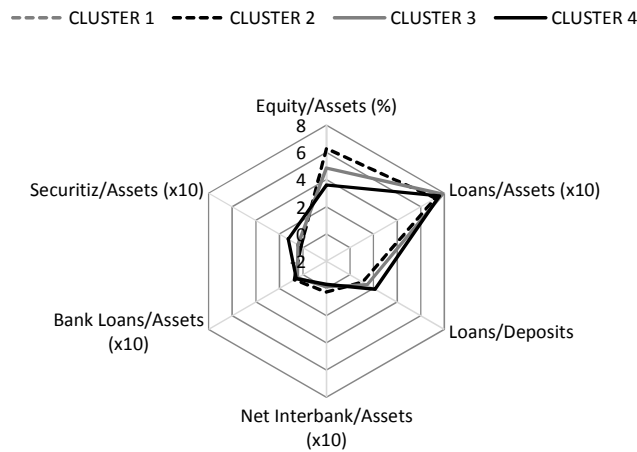 CLUSTER 1 CLUSTER 2 CLUSTER 3 CLUSTER 4
Equity/Assets (%)
8
6
Securitiz/Assets (x10)
4
Loans/Assets (x10)
2
0
-2
Bank Loans/Assets
(x10)
Loans/Deposits
Net Interbank/Assets
(x10)